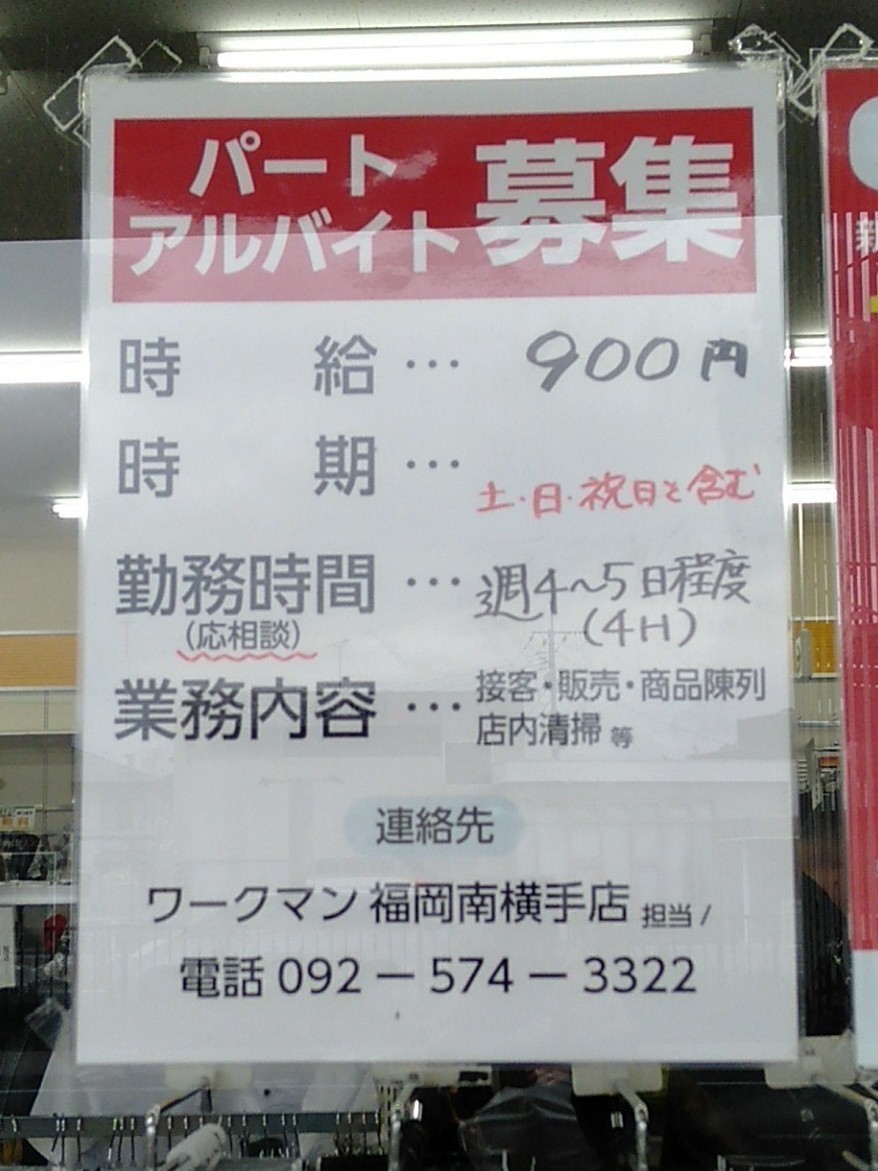 パート
アルバイト 募集
時給 … 900円
時期 …
土・日・祝日を含む
勤務時間 … 週4~5日程度
(応相談) (4H)
業務内容 … 接客・販売・商品陳列
店内清掃 等
連絡先
ワークマン 福岡南横手店 担当/
電話 092-574-3322
新